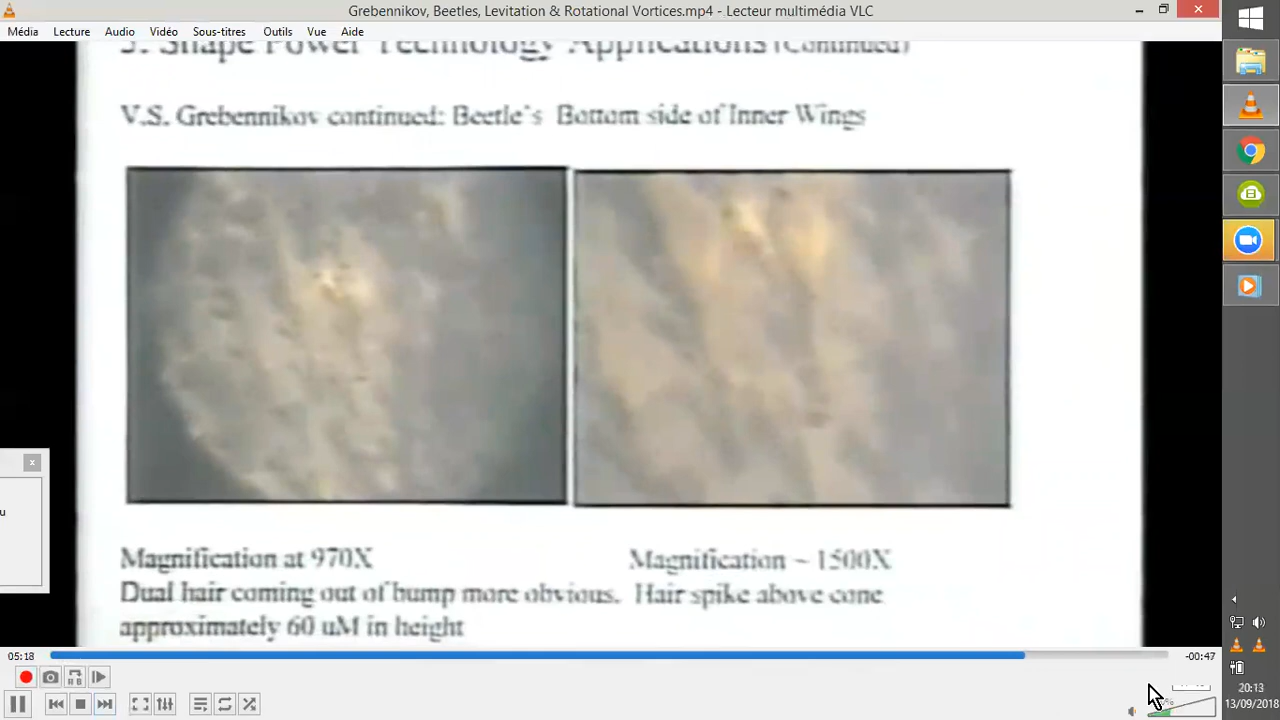 Grebennikov, Beetles, Levitation & Rotational Vortices.mp4 - Lecteur multimédia VLC
Média Lecture Audio Vidéo Sous-titres Outils Vue Aide
5. Shape Power Technology Applications (Continued)
V.S. Grebennikov continued: Beetle's Bottom side of Inner Wings
Magnification at 970X Magnification ~ 1500X
Dual hair coming out of bump more obvious. Hair spike above cone
approximately 60 uM in height
u
05:18 -00:47
20:13
13/09/2018